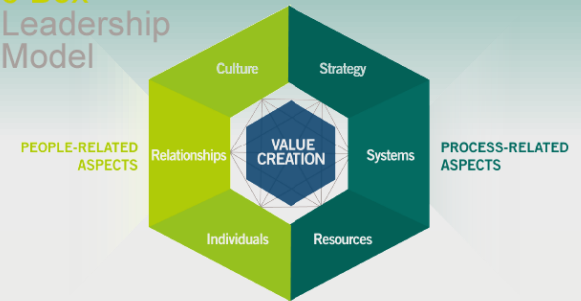 Leadership
Model
Culture
Strategy
PEOPLE-RELATED
ASPECTS
Relationships
VALUE
CREATION
Systems
PROCESS-RELATED
ASPECTS
Individuals
Resources